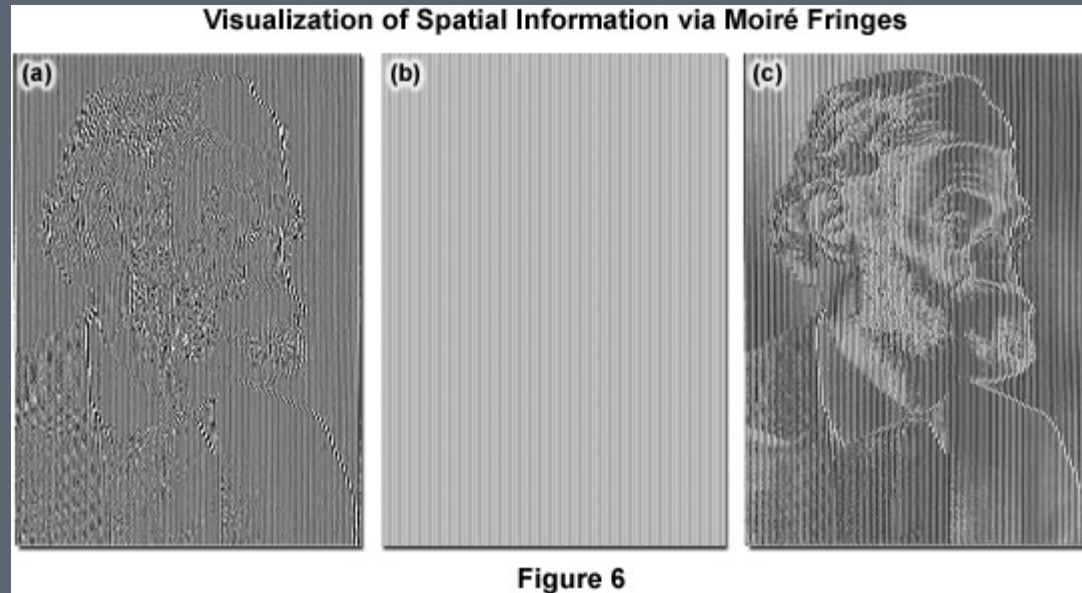 Visualization of Spatial Information via Moiré Fringes
(a) (b) (c)
Figure 6